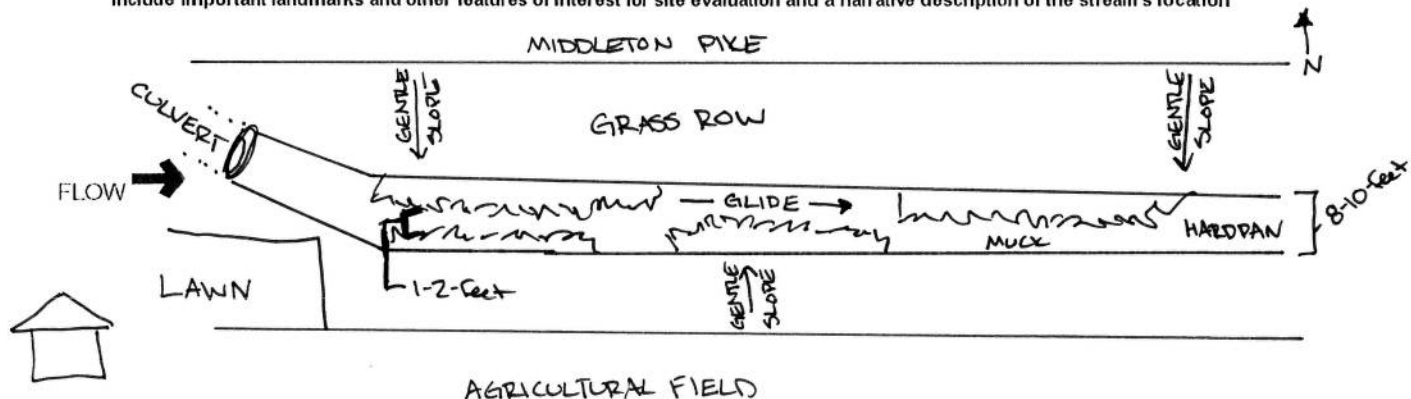 Include important landmarks and other features of interest for site evaluation and a narrative description of the stream's location
MIDDLETON PIKE
N
CULVERT
GENTLE
SLOPE
GRASS ROW
GENTLE
SLOPE
FLOW
GLIDE
8-10-feet
MUCK
HARDPAN
LAWN
1-2-feet
GENTLE
SLOPE
AGRICULTURAL FIELD